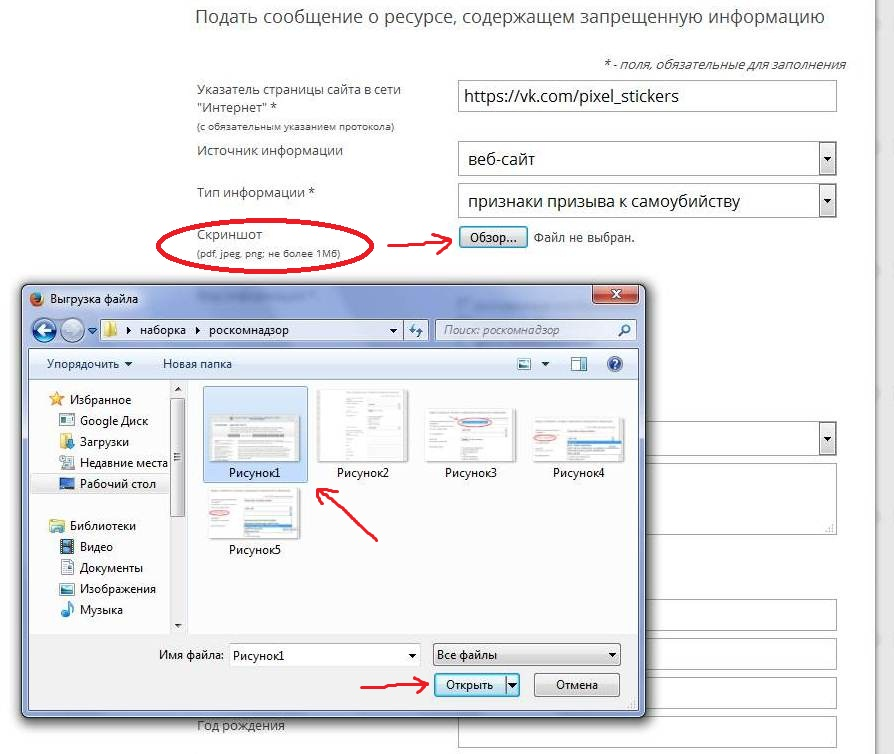 Подать сообщение о ресурсе, содержащем запрещенную информацию
* - поля, обязательные для заполнения
Указатель страницы сайта в сети
"Интернет" *
(с обязательным указанием протокола)
https://vk.com/pixel_stickers
Источник информации
веб-сайт
Тип информации *
признаки призыва к самоубийству
Скриншот
(pdf, jpeg, png; не более 1Мб)
Обзор...
Файл не выбран.
Выгрузка файла
наборка
роскомнадзор
Поиск: роскомнадзор
Упорядочить
Новая папка
Избранное
Google Диск
Загрузки
Недавние места
Рабочий стол
Библиотеки
Видео
Документы
Изображения
Музыка
Рисунок1
Рисунок2
Рисунок3
Рисунок4
Рисунок5
Имя файла:
Рисунок1
Все файлы
Открыть
Отмена
Год рождения